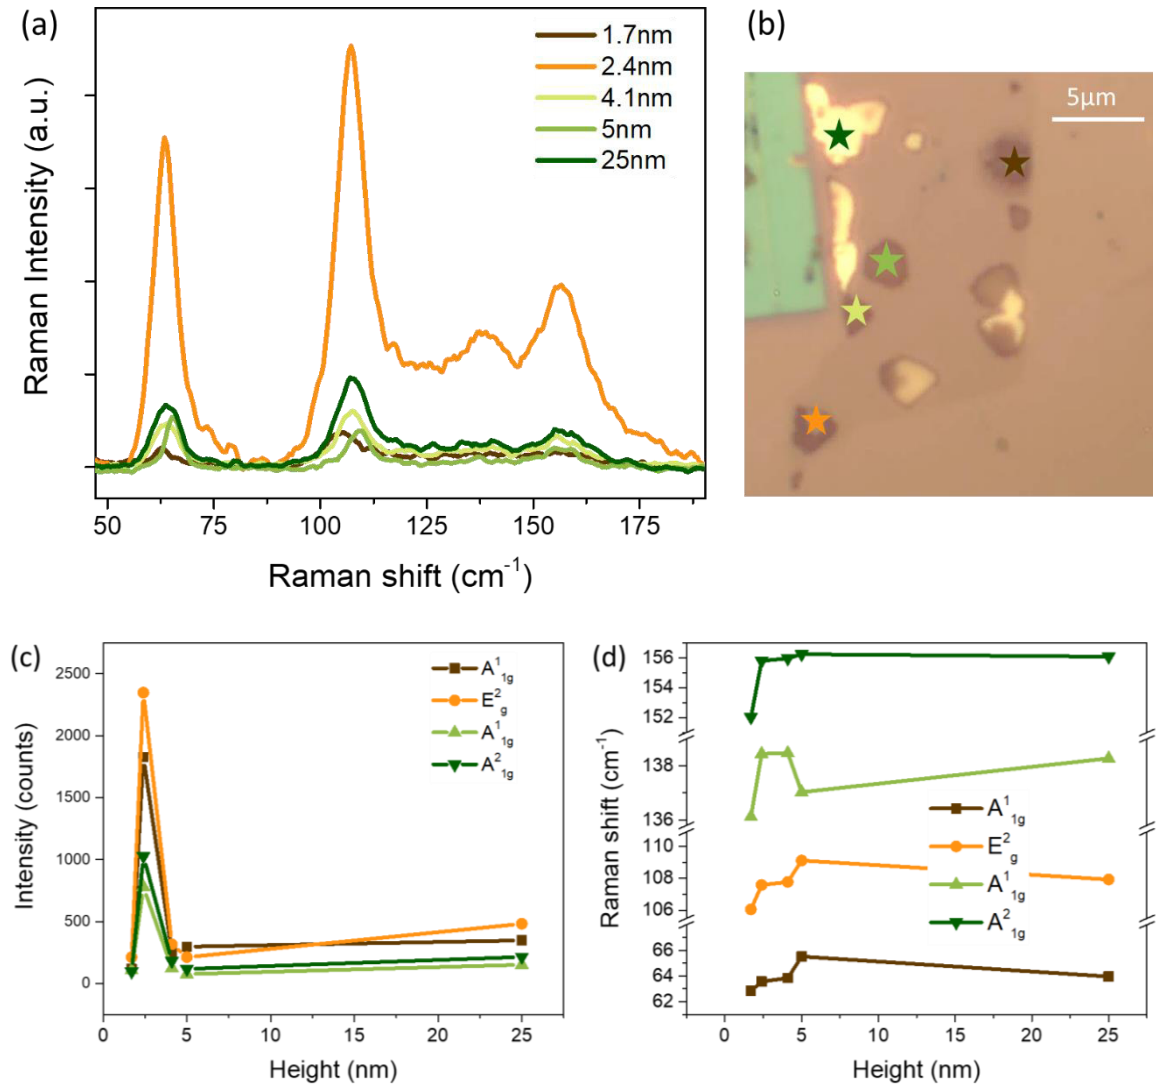 (a)
1.7nm
2.4nm
4.1nm
5nm
25nm
Raman Intensity (a.u.)
50 75 100 125 150 175
Raman shift (cm⁻¹)
(b)
5μm
(c)
2500
2000
1500
1000
500
0
Intensity (counts)
A¹₁g
E²g
A¹₁g
A²₁g
0 5 10 15 20 25
Height (nm)
(d)
156
154
152
138
136
110
108
106
66
64
62
Raman shift (cm⁻¹)
A¹₁g
E²g
A¹₁g
A²₁g
0 5 10 15 20 25
Height (nm)